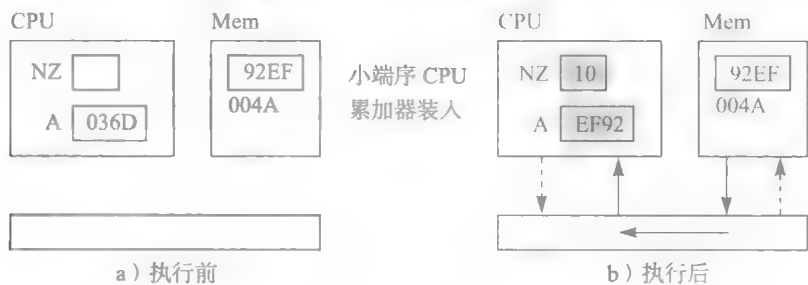 CPU
Mem
NZ
92EF
004A
A
036D
a）执行前
小端序 CPU
累加器装入
CPU
Mem
NZ
10
92EF
004A
A
EF92
b）执行后